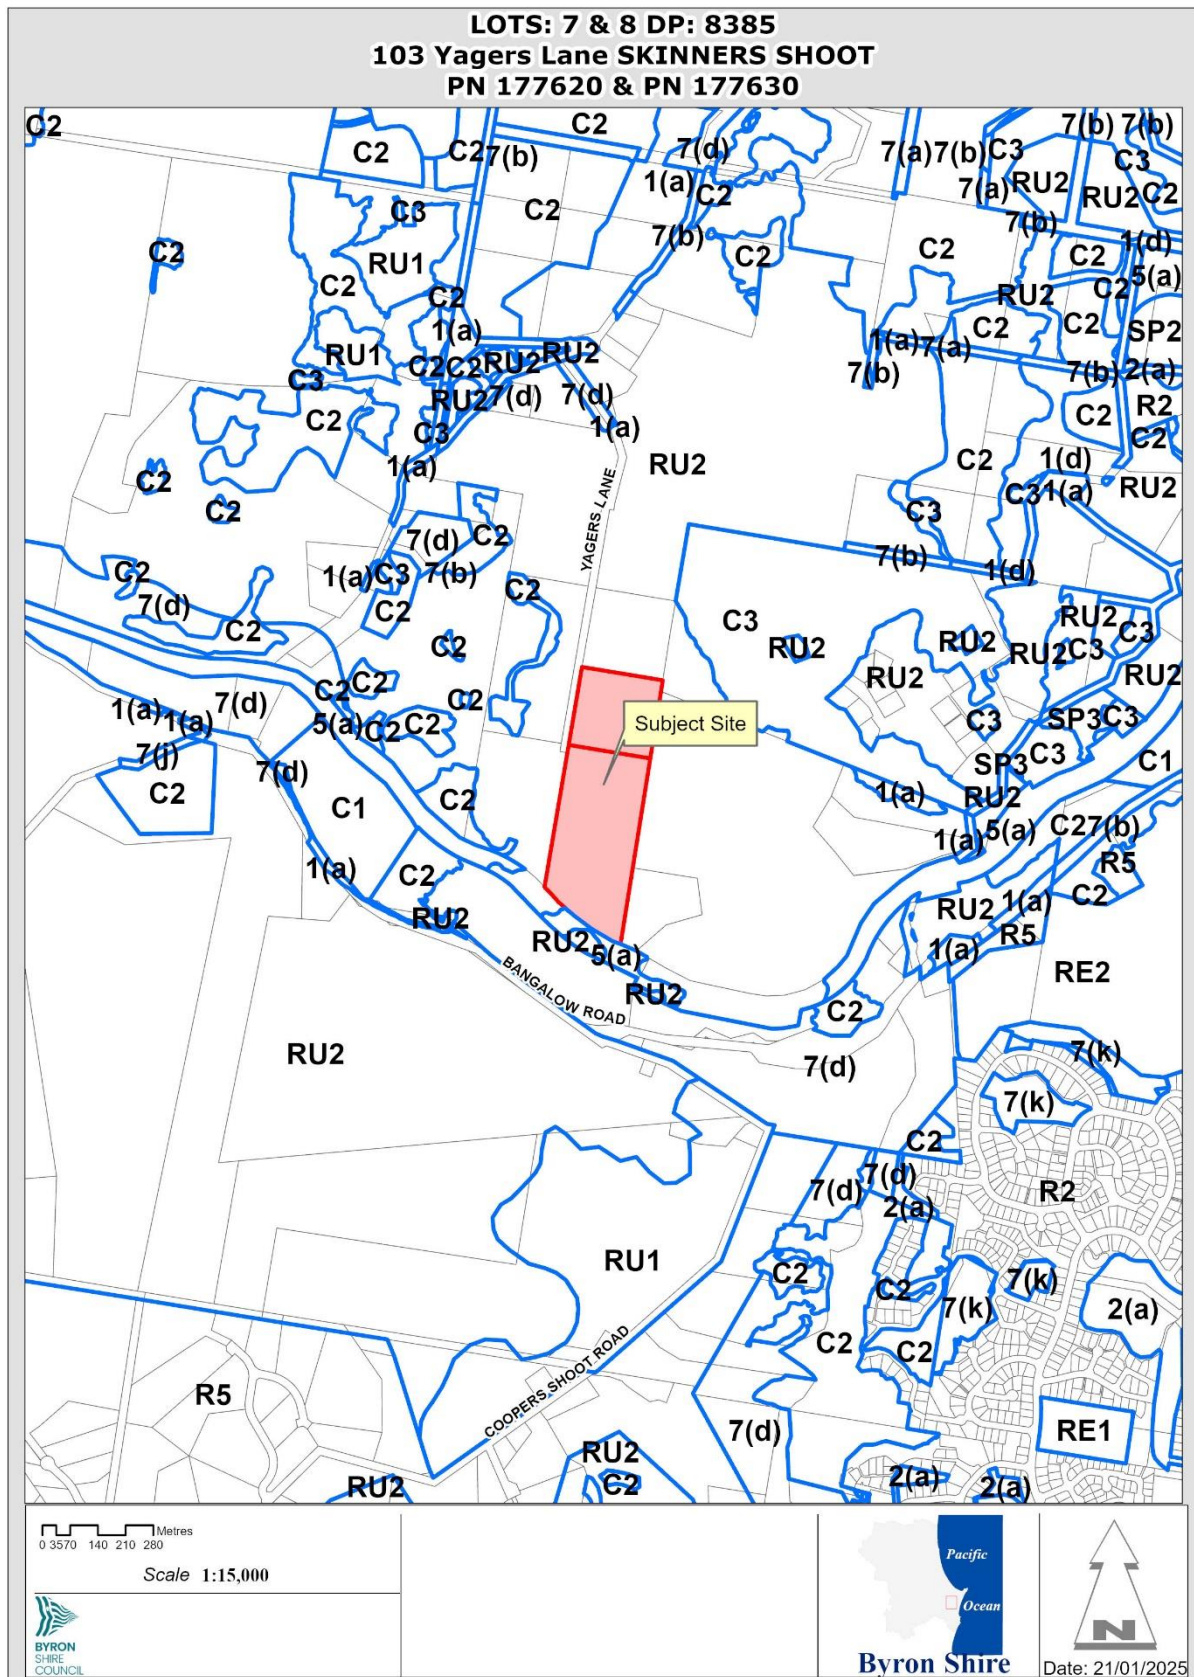 LOTS: 7 & 8 DP: 8385
103 Yagers Lane SKINNERS SHOOT
PN 177620 & PN 177630
C2 C2 C2 C2 7(b) 7(d) 7(a) 7(b) C3 7(b) 7(b)
C3 1(a) C2 7(a) RU2 C3 RU2 C2
C3 C2 7(b) 7(b) 1(d)
C2 RU1 C2 C2 C2 5(a)
C2 C2 RU2 C2
1(a) C2 C2 SP2
RU1 C2 C2 RU2 RU2 1(a) 7(a) 7(b) 7(b) 2(a)
C3 RU2 7(d) 7(d) C2 R2
C2 C3 1(a) C2
1(a) RU2 C2 1(d)
C2 C3 1(a) RU2
C2 YAGERS LANE C3
7(d) C2 7(b)
C2 1(a) C3 7(b) C2 1(d)
7(d) C2 C3 RU2 C3
C2 C2 RU2 RU2 RU2 C3
C2 C2 C2 RU2 RU2
1(a) 1(a) 7(d) 5(a) C2 C2 Subject Site C3 SP3 C3
7(j) 7(d) SP3 C3 C1
C2 C1 C2 1(a) RU2
1(a) 5(a) C2 7(b)
1(a) C2 R5
RU2 RU2 RU2 1(a) C2
5(a) 1(a) R5
BANGALOW ROAD RU2 RE2
C2
RU2 7(d) 7(k)
7(k)
C2
7(d) 7(d) R2
2(a)
RU1 C2 C2 7(k) 7(k) 2(a)
C2 C2
COOPERS SHOOT ROAD
R5
7(d) RE1
RU2
RU2 C2 2(a) 2(a)
Metres
0 3570 140 210 280
Scale 1:15,000
BYRON
SHIRE
COUNCIL
Pacific
Ocean
Byron Shire
N
Date: 21/01/2025